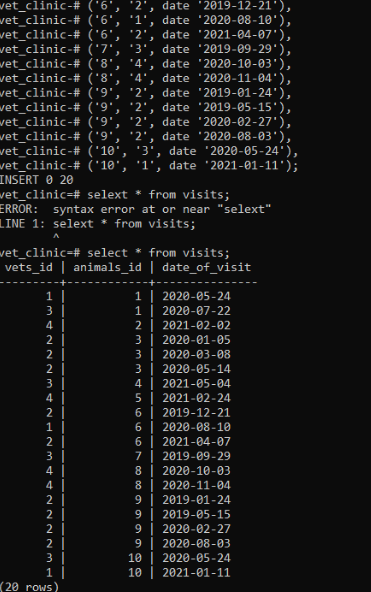 vet_clinic-# ('6', '2', date '2019-12-21'),
vet_clinic-# ('6', '1', date '2020-08-10'),
vet_clinic-# ('6', '2', date '2021-04-07'),
vet_clinic-# ('7', '3', date '2019-09-29'),
vet_clinic-# ('8', '4', date '2020-10-03'),
vet_clinic-# ('8', '4', date '2020-11-04'),
vet_clinic-# ('9', '2', date '2019-01-24'),
vet_clinic-# ('9', '2', date '2019-05-15'),
vet_clinic-# ('9', '2', date '2020-02-27'),
vet_clinic-# ('9', '2', date '2020-08-03'),
vet_clinic-# ('10', '3', date '2020-05-24'),
vet_clinic-# ('10', '1', date '2021-01-11');
INSERT 0 20
vet_clinic=# selext * from visits;
ERROR:  syntax error at or near "selext"
LINE 1: selext * from visits;
        ^
vet_clinic=# select * from visits;
 vets_id | animals_id | date_of_visit
---------+------------+---------------
       1 |          1 | 2020-05-24
       3 |          1 | 2020-07-22
       4 |          2 | 2021-02-02
       2 |          3 | 2020-01-05
       2 |          3 | 2020-03-08
       2 |          3 | 2020-05-14
       3 |          4 | 2021-05-04
       4 |          5 | 2021-02-24
       2 |          6 | 2019-12-21
       1 |          6 | 2020-08-10
       2 |          6 | 2021-04-07
       3 |          7 | 2019-09-29
       4 |          8 | 2020-10-03
       4 |          8 | 2020-11-04
       2 |          9 | 2019-01-24
       2 |          9 | 2019-05-15
       2 |          9 | 2020-02-27
       2 |          9 | 2020-08-03
       3 |         10 | 2020-05-24
       1 |         10 | 2021-01-11
(20 rows)